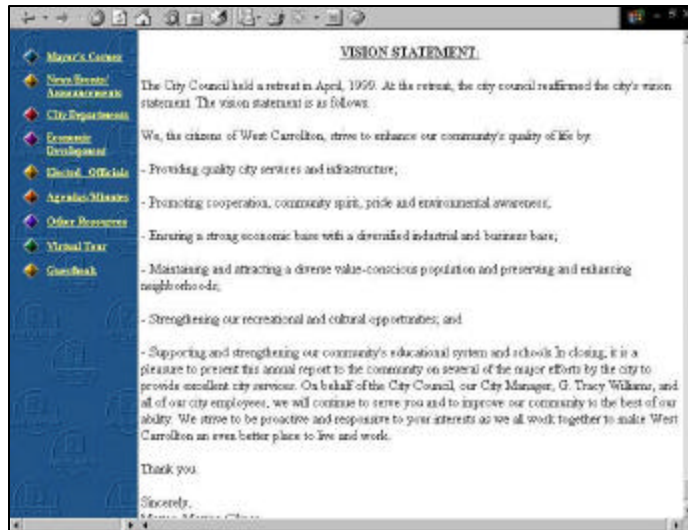 Mayor's Corner
News/Events/
Announcements
City Departments
Economic
Development
Elected Officials
Agendas/Minutes
Other Resources
Virtual Tour
Guestbook
VISION STATEMENT:
The City Council held a retreat in April, 1999. At the retreat, the city council reaffirmed the city's vision
statement. The vision statement is as follows:
We, the citizens of West Carrollton, strive to enhance our community's quality of life by:
- Providing quality city services and infrastructure;
- Promoting cooperation, community spirit, pride and environmental awareness;
- Ensuring a strong economic base with a diversified industrial and business base;
- Maintaining and attracting a diverse value-conscious population and preserving and enhancing
neighborhoods;
- Strengthening our recreational and cultural opportunities; and
- Supporting and strengthening our community's educational system and schools In closing, it is a
pleasure to present this annual report to the community on several of the major efforts by the city to
provide excellent city services. On behalf of the City Council, our City Manager, G. Tracy Williams, and
all of our city employees, we will continue to serve you and to improve our community to the best of our
ability. We strive to be proactive and responsive to your interests as we all work together to make West
Carrollton an even better place to live and work.
Thank you.
Sincerely,